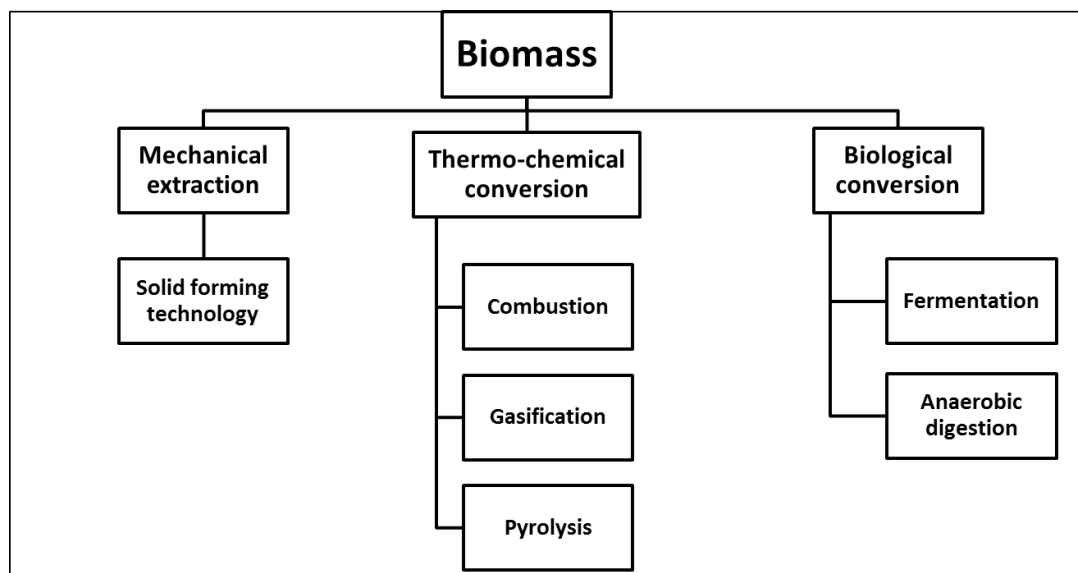 Biomass
Mechanical
extraction
Thermo-chemical
conversion
Biological
conversion
Solid forming
technology
Combustion
Gasification
Pyrolysis
Fermentation
Anaerobic
digestion